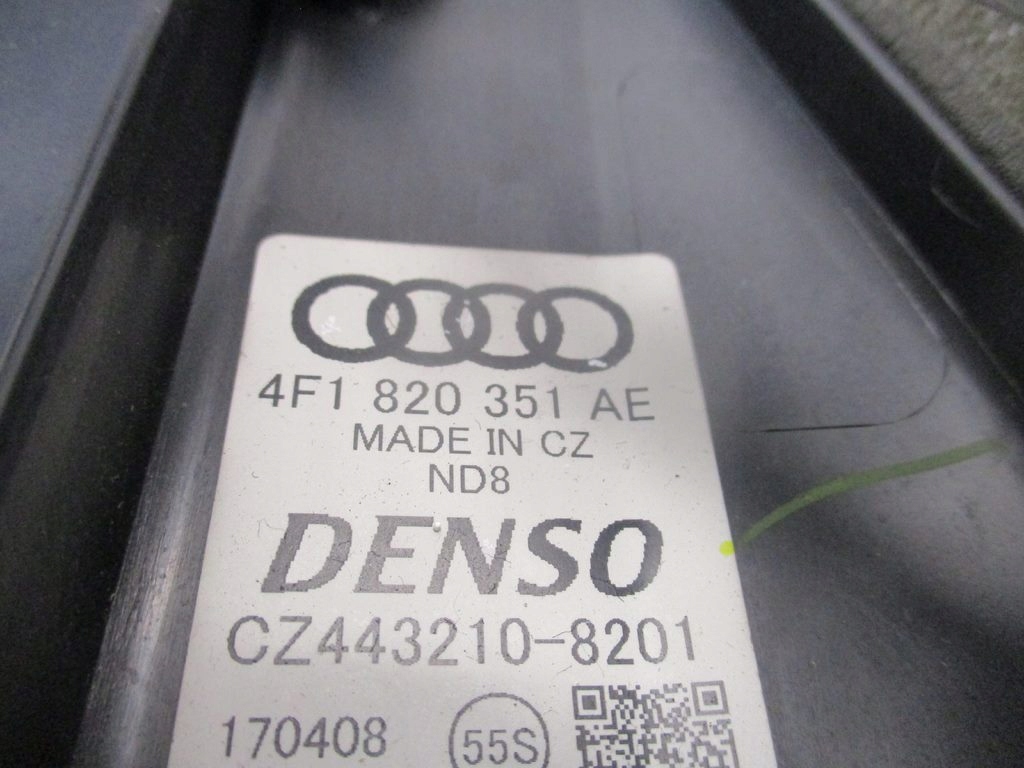 4F1 820 351 AE
MADE IN CZ
ND8
DENSO
CZ443210-8201
170408 55S